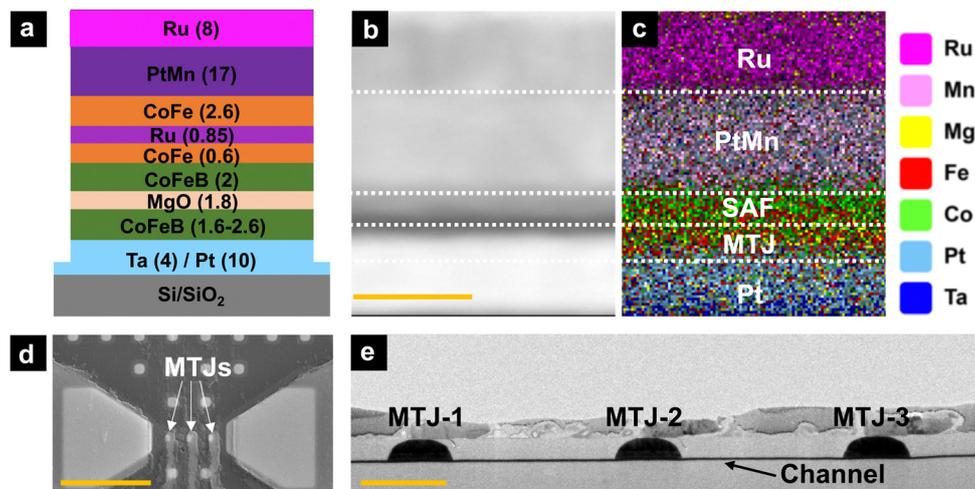 a
Ru (8)
PtMn (17)
CoFe (2.6)
Ru (0.85)
CoFe (0.6)
CoFeB (2)
MgO (1.8)
CoFeB (1.6-2.6)
Ta (4) / Pt (10)
Si/SiO₂
b
c
Ru
PtMn
SAF
MTJ
Pt
Ru
Mn
Mg
Fe
Co
Pt
Ta
d
MTJs
e
MTJ-1
MTJ-2
MTJ-3
Channel